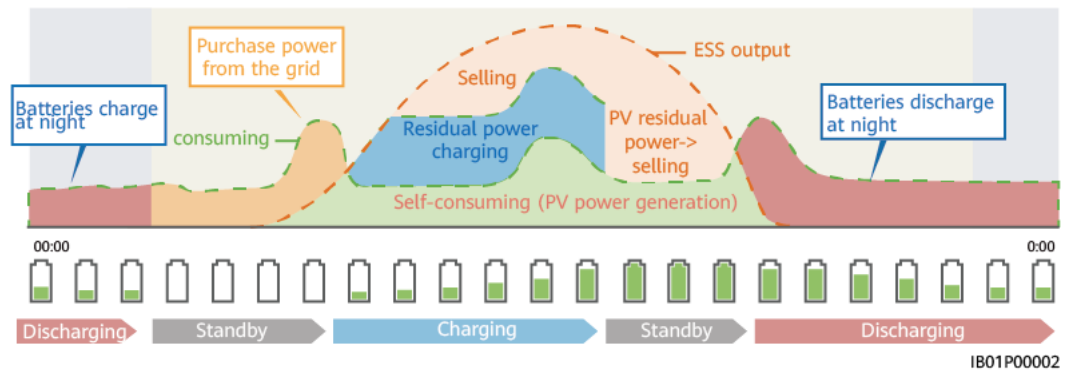 Purchase power
from the grid
ESS output
Selling
Batteries charge
at night
consuming
Residual power
charging
PV residual
power->
selling
Batteries discharge
at night
Self-consuming (PV power generation)
00:00
0:00
Discharging
Standby
Charging
Standby
Discharging
IB01P00002